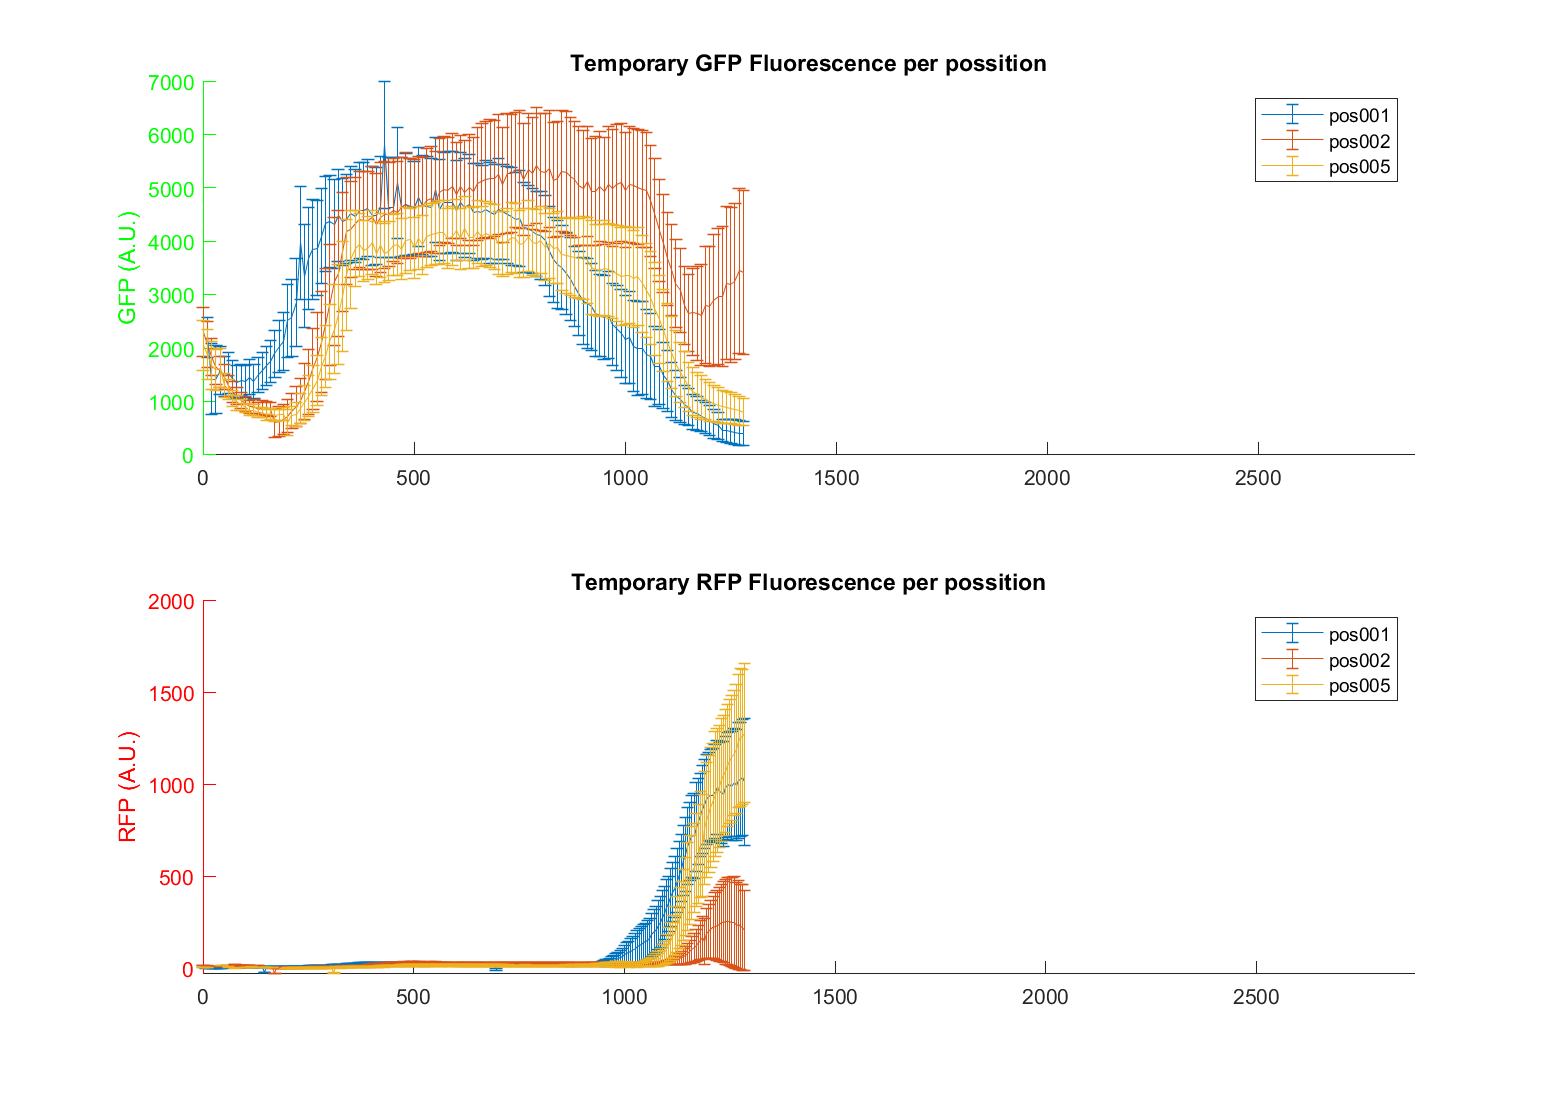 Temporary GFP Fluorescence per possition
GFP (A.U.)
7000
6000
5000
4000
3000
2000
1000
0
0 500 1000 1500 2000 2500
pos001
pos002
pos005
Temporary RFP Fluorescence per possition
RFP (A.U.)
2000
1500
1000
500
0
0 500 1000 1500 2000 2500
pos001
pos002
pos005